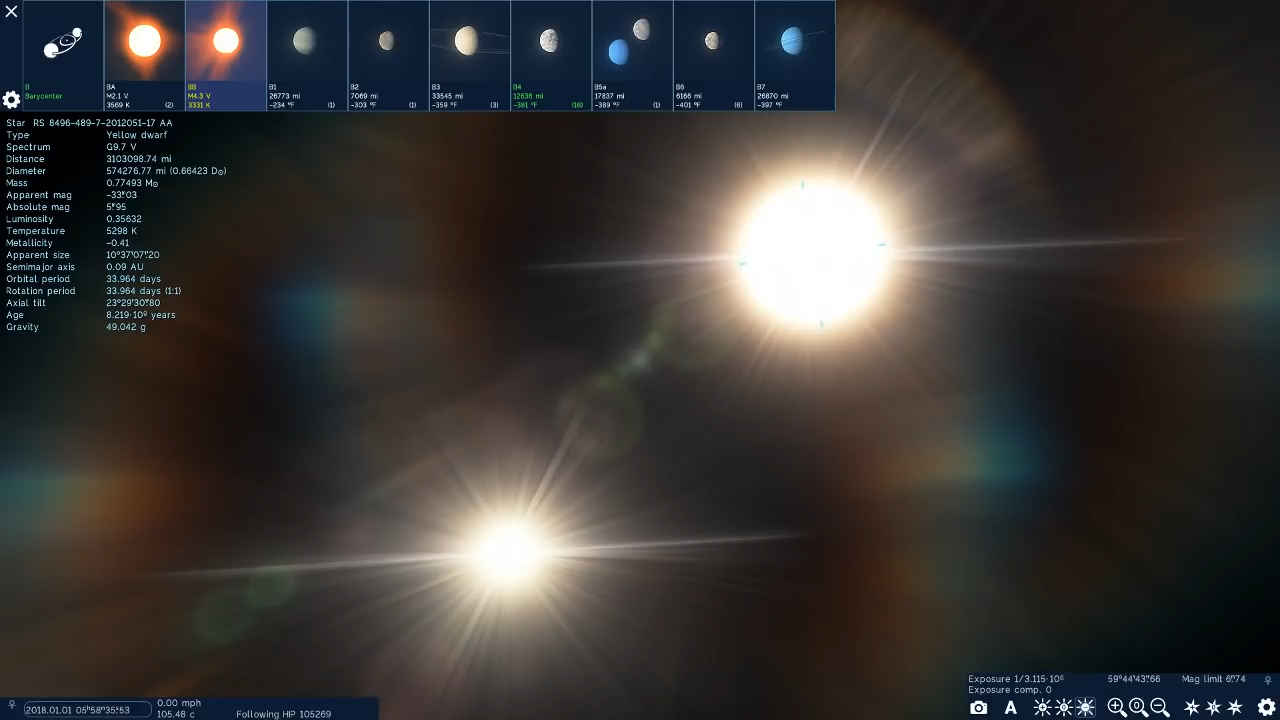 B
Barycenter
BA
M2.1 V
3569 K (2)
BB
M4.3 V
3331 K
B1
26773 mi
-234 °F (1)
B2
7069 mi
-303 °F (1)
B3
33545 mi
-359 °F (3)
B4
12636 mi
-381 °F (16)
B5a
17837 mi
-389 °F (1)
B6
6166 mi
-401 °F (6)
B7
26870 mi
-397 °F
Star RS 8496-489-7-2012051-17 AA
Type Yellow dwarf
Spectrum G9.7 V
Distance 3103098.74 mi
Diameter 574276.77 mi (0.66423 D⊙)
Mass 0.77493 M⊙
Apparent mag -33ᵐ03
Absolute mag 5ᵐ95
Luminosity 0.35632
Temperature 5298 K
Metallicity -0.41
Apparent size 10°37'07"20
Semimajor axis 0.09 AU
Orbital period 33.964 days
Rotation period 33.964 days (1:1)
Axial tilt 23°29'30"80
Age 8.219·10⁹ years
Gravity 49.042 g
2018.01.01 05ʰ58ᵐ35ˢ53
0.00 mph
105.48 c
Following HIP 105269
Exposure 1/3.115·10⁶ 59°44'43"66 Mag limit 6ᵐ74
Exposure comp. 0
A